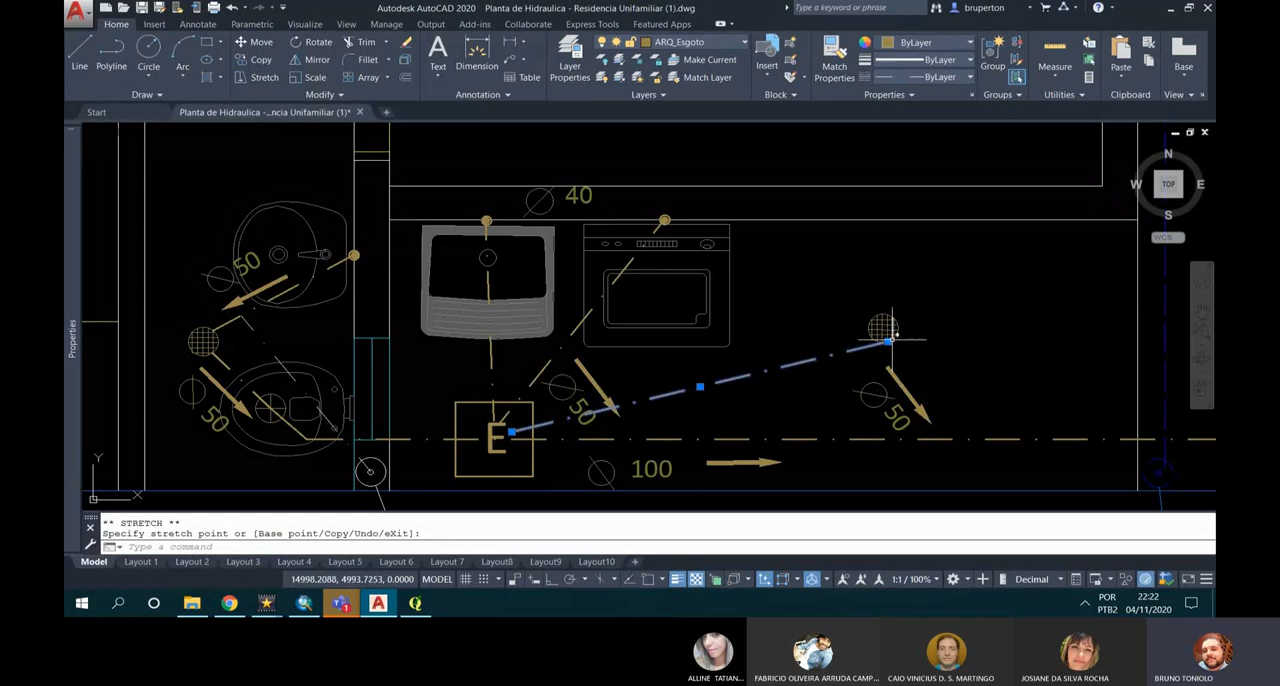 Autodesk AutoCAD 2020 Planta de Hidraulica - Residencia Unifamiliar (1).dwg
Type a keyword or phrase
bruperton
Home Insert Annotate Parametric Visualize View Manage Output Add-ins Collaborate Express Tools Featured Apps
Line Polyline Circle Arc
Move Rotate Trim
Copy Mirror Fillet
Stretch Scale Array
Text Dimension Table
Layer Properties
ARQ_Esgoto
Make Current
Match Layer
Insert
Match Properties
ByLayer
ByLayer
ByLayer
Group
Measure
Paste
Base
Draw Modify Annotation Layers Block Properties Groups Utilities Clipboard View
Start Planta de Hidraulica -...ncia Unifamiliar (1)*
Properties
N
W TOP E
S
WCS
40
50
50
50
50
E
100
Y
X
** STRETCH **
Specify stretch point or [Base point/Copy/Undo/eXit]:
Type a command
Model Layout 1 Layout 2 Layout 3 Layout 4 Layout 5 Layout 6 Layout 7 Layout8 Layout9 Layout10
14998.2088, 4993.7253, 0.0000 MODEL 1:1 / 100% Decimal
POR
PTB2
22:22
04/11/2020
ALLINE TATIAN...
FABRICIO OLIVEIRA ARRUDA CAMP...
CAIO VINICIUS D. S. MARTINGO
JOSIANE DA SILVA ROCHA
BRUNO TONIOLO